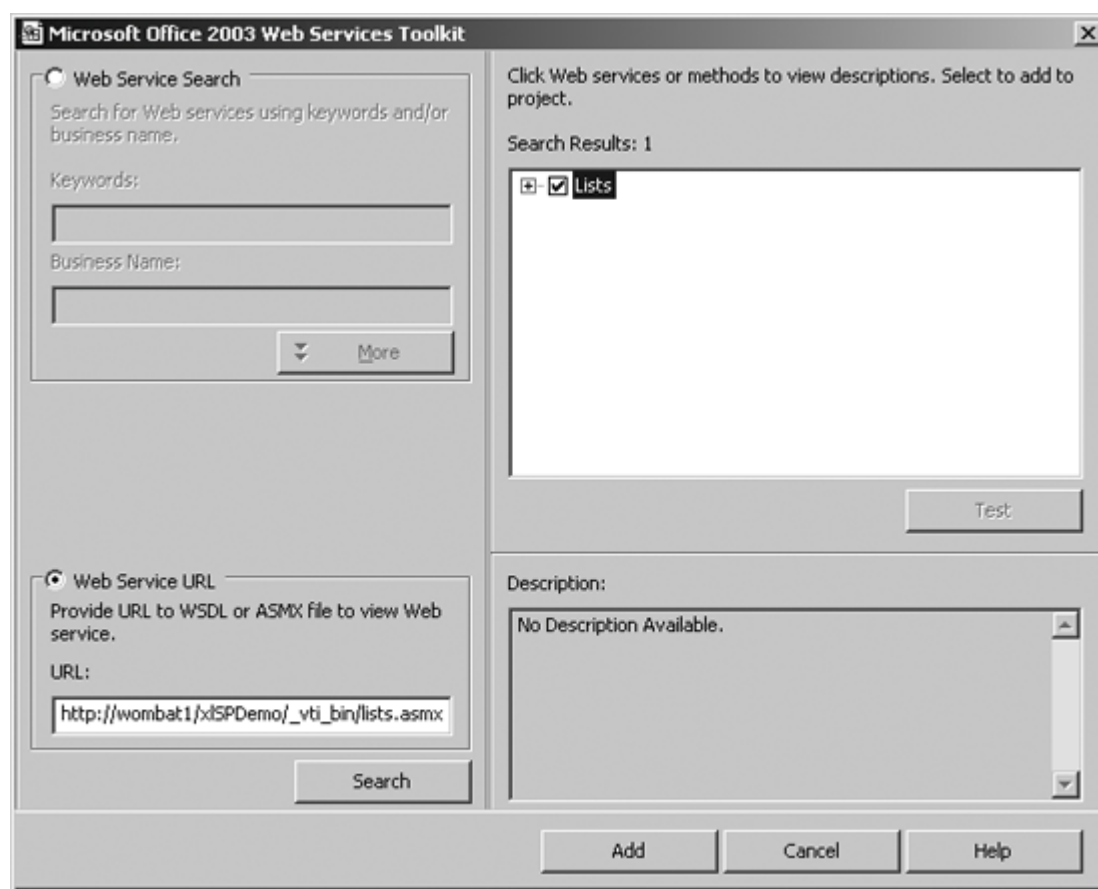 Microsoft Office 2003 Web Services Toolkit
Web Service Search
Search for Web services using keywords and/or
business name.
Keywords:
Business Name:
More
Web Service URL
Provide URL to WSDL or ASMX file to view Web
service.
URL:
http://wombat1/xlSPDemo/_vti_bin/lists.asmx
Search
Click Web services or methods to view descriptions. Select to add to
project.
Search Results: 1
Lists
Test
Description:
No Description Available.
Add
Cancel
Help